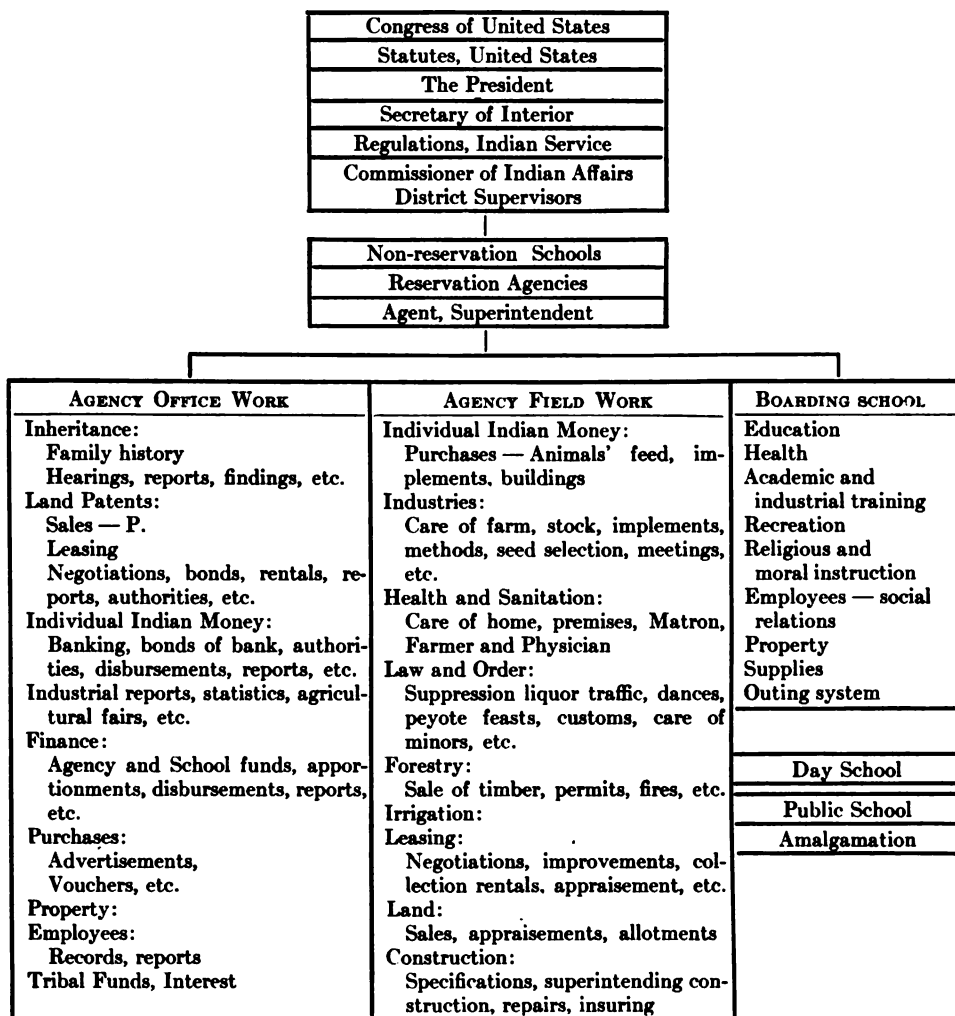 Congress of United States
Statutes, United States
The President
Secretary of Interior
Regulations, Indian Service
Commissioner of Indian Affairs
District Supervisors
Non-reservation Schools
Reservation Agencies
Agent, Superintendent
AGENCY OFFICE WORK
Inheritance:
Family history
Hearings, reports, findings, etc.
Land Patents:
Sales — P.
Leasing
Negotiations, bonds, rentals, re-
ports, authorities, etc.
Individual Indian Money:
Banking, bonds of bank, authori-
ties, disbursements, reports, etc.
Industrial reports, statistics, agricul-
tural fairs, etc.
Finance:
Agency and School funds, appor-
tionments, disbursements, reports,
etc.
Purchases:
Advertisements,
Vouchers, etc.
Property:
Employees:
Records, reports
Tribal Funds, Interest
AGENCY FIELD WORK
Individual Indian Money:
Purchases — Animals' feed, im-
plements, buildings
Industries:
Care of farm, stock, implements,
methods, seed selection, meetings,
etc.
Health and Sanitation:
Care of home, premises, Matron,
Farmer and Physician
Law and Order:
Suppression liquor traffic, dances,
peyote feasts, customs, care of
minors, etc.
Forestry:
Sale of timber, permits, fires, etc.
Irrigation:
Leasing:
Negotiations, improvements, col-
lection rentals, appraisement, etc.
Land:
Sales, appraisements, allotments
Construction:
Specifications, superintending con-
struction, repairs, insuring
BOARDING SCHOOL
Education
Health
Academic and
industrial training
Recreation
Religious and
moral instruction
Employees — social
relations
Property
Supplies
Outing system
Day School
Public School
Amalgamation